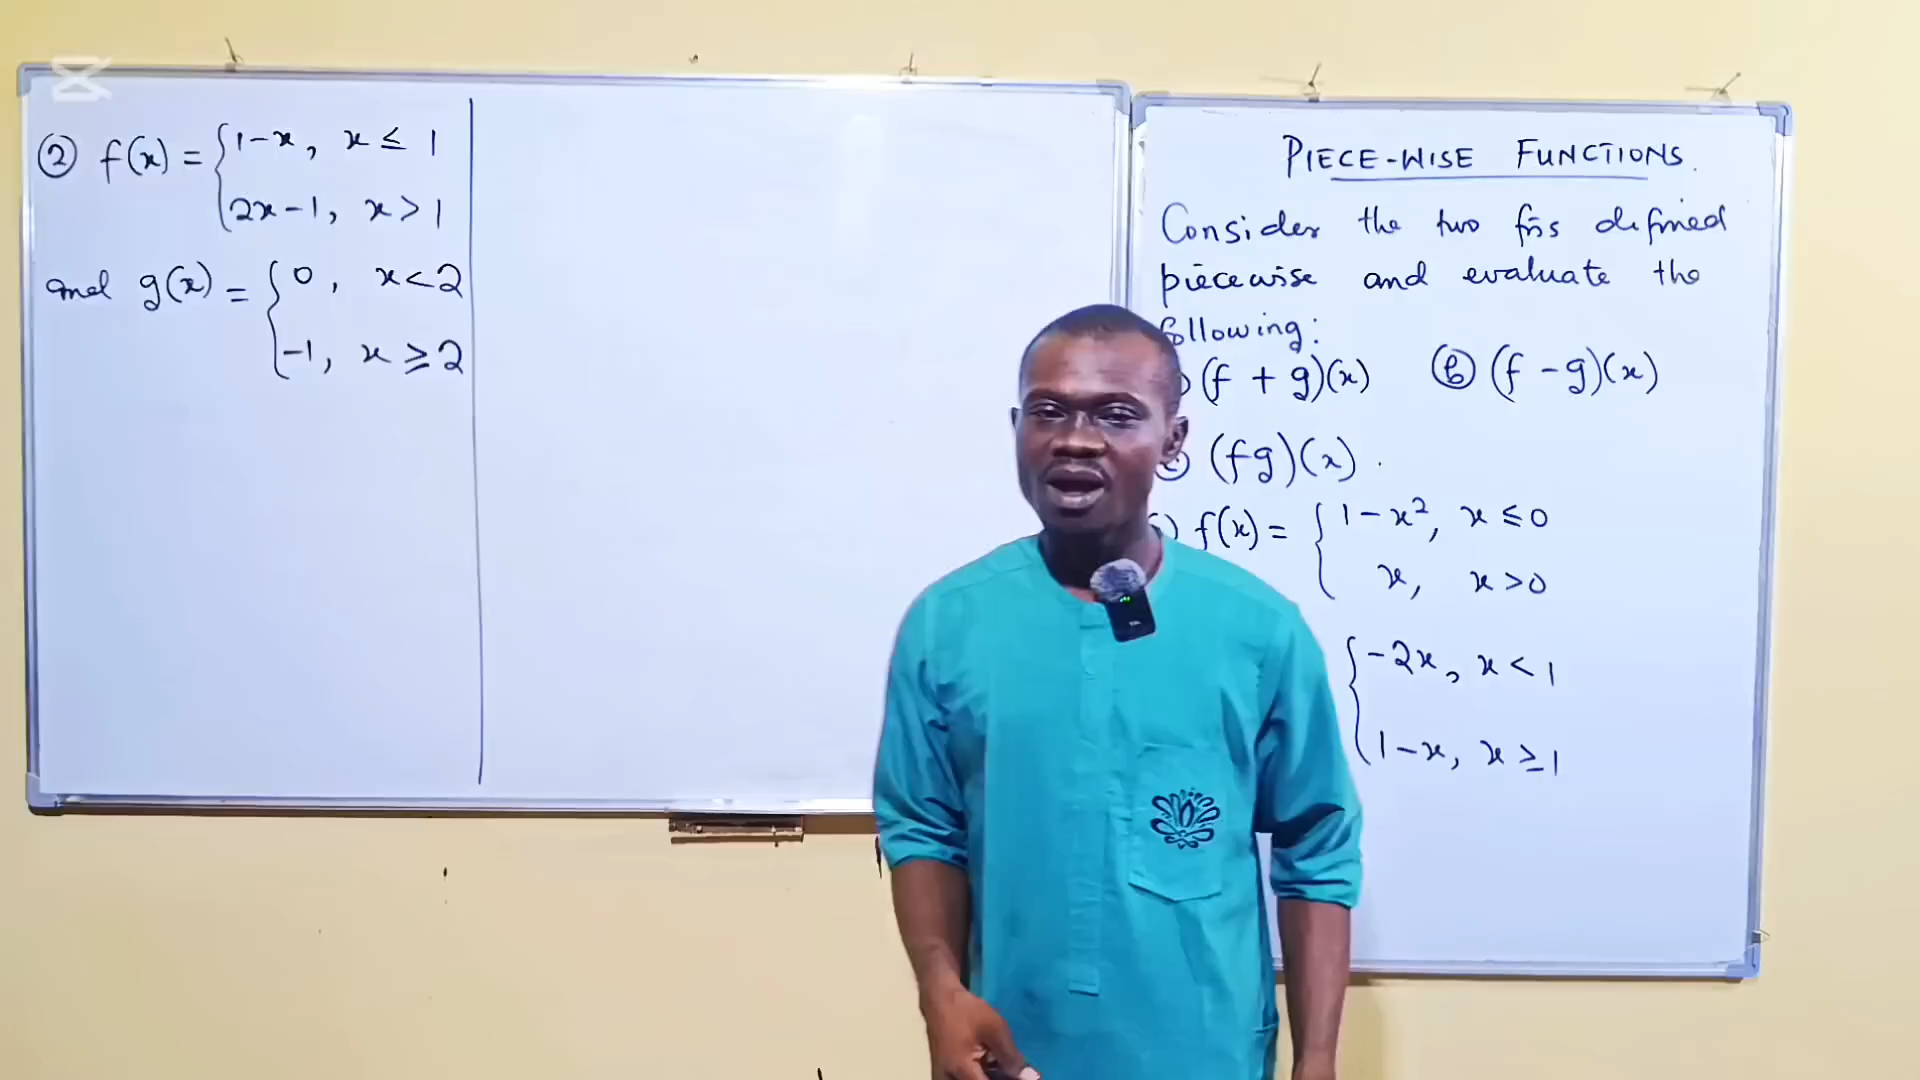 ② f(x) = { 1-x, x ≤ 1
2x-1, x > 1
and g(x) = { 0, x < 2
-1, x ≥ 2
PIECE-WISE FUNCTIONS.
Consider the two fns defined
piecewise and evaluate the
following:
(f + g)(x) ⓑ (f - g)(x)
(fg)(x).
f(x) = { 1 - x², x ≤ 0
x, x > 0
{ -2x, x < 1
1-x, x ≥ 1